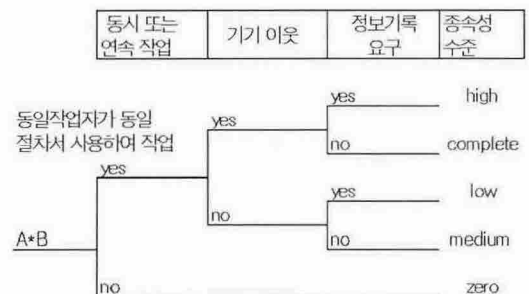 동시 또는
연속 작업
기기 이웃
정보기록
요구
종속성
수준
yes
high
동일작업자가 동일
절차서 사용하여 작업
yes
no
complete
yes
yes
low
no
A*B
no
medium
no
zero